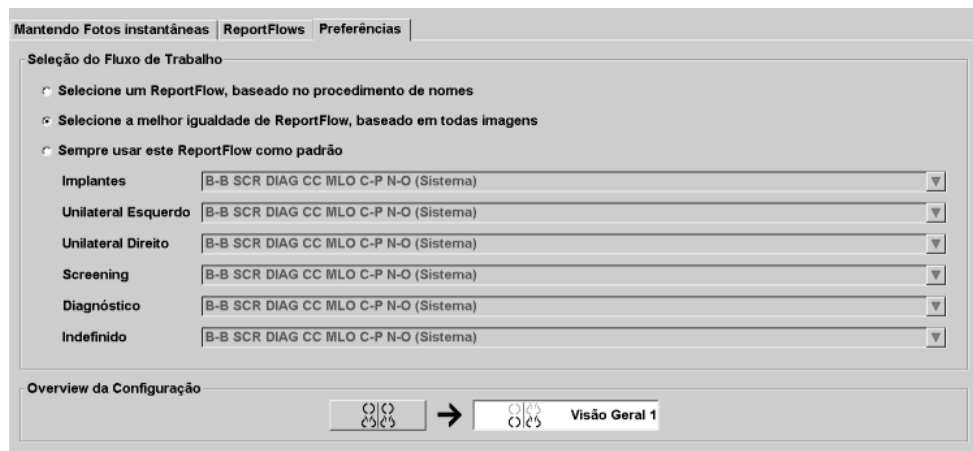 Mantendo Fotos instantâneas ReportFlows Preferências
Seleção do Fluxo de Trabalho
Selecione um ReportFlow, baseado no procedimento de nomes
Selecione a melhor igualdade de ReportFlow, baseado em todas imagens
Sempre usar este ReportFlow como padrão
Implantes B-B SCR DIAG CC MLO C-P N-O (Sistema)
Unilateral Esquerdo B-B SCR DIAG CC MLO C-P N-O (Sistema)
Unilateral Direito B-B SCR DIAG CC MLO C-P N-O (Sistema)
Screening B-B SCR DIAG CC MLO C-P N-O (Sistema)
Diagnóstico B-B SCR DIAG CC MLO C-P N-O (Sistema)
Indefinido B-B SCR DIAG CC MLO C-P N-O (Sistema)
Overview da Configuração
Visão Geral 1